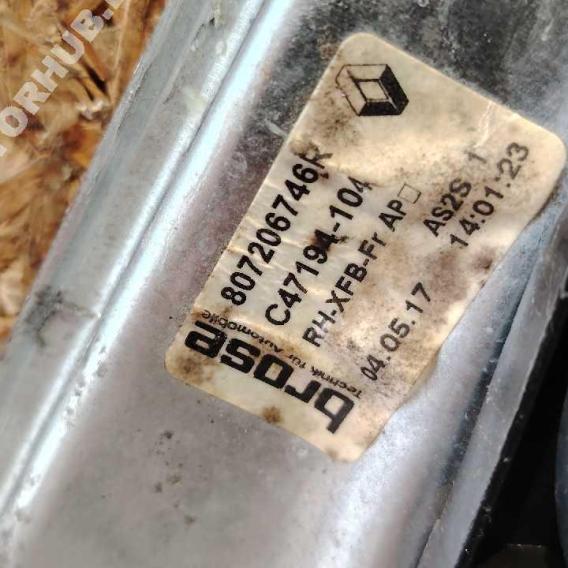 807206746R
C47194-104
RH-XFB-Fr AP□
AS2S 1
04.05.17 14:01:23
brose
Technik für Automobile